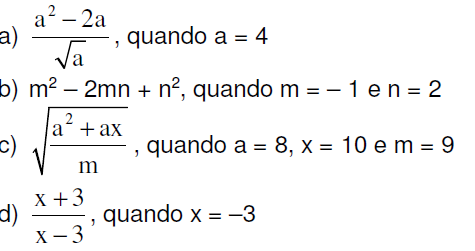 a) (a² – 2a)/√a , quando a = 4
b) m² – 2mn + n², quando m = – 1 e n = 2
c) √((a² + ax)/m) , quando a = 8, x = 10 e m = 9
d) (x + 3)/(x – 3) , quando x = –3